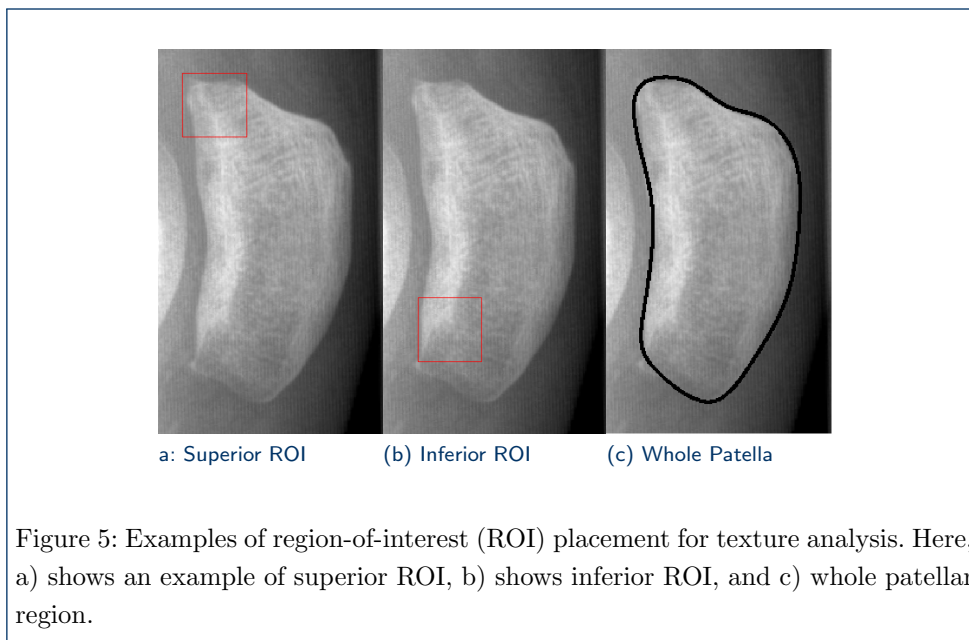 a: Superior ROI
(b) Inferior ROI
(c) Whole Patella
Figure 5: Examples of region-of-interest (ROI) placement for texture analysis. Here,
a) shows an example of superior ROI, b) shows inferior ROI, and c) whole patellar
region.